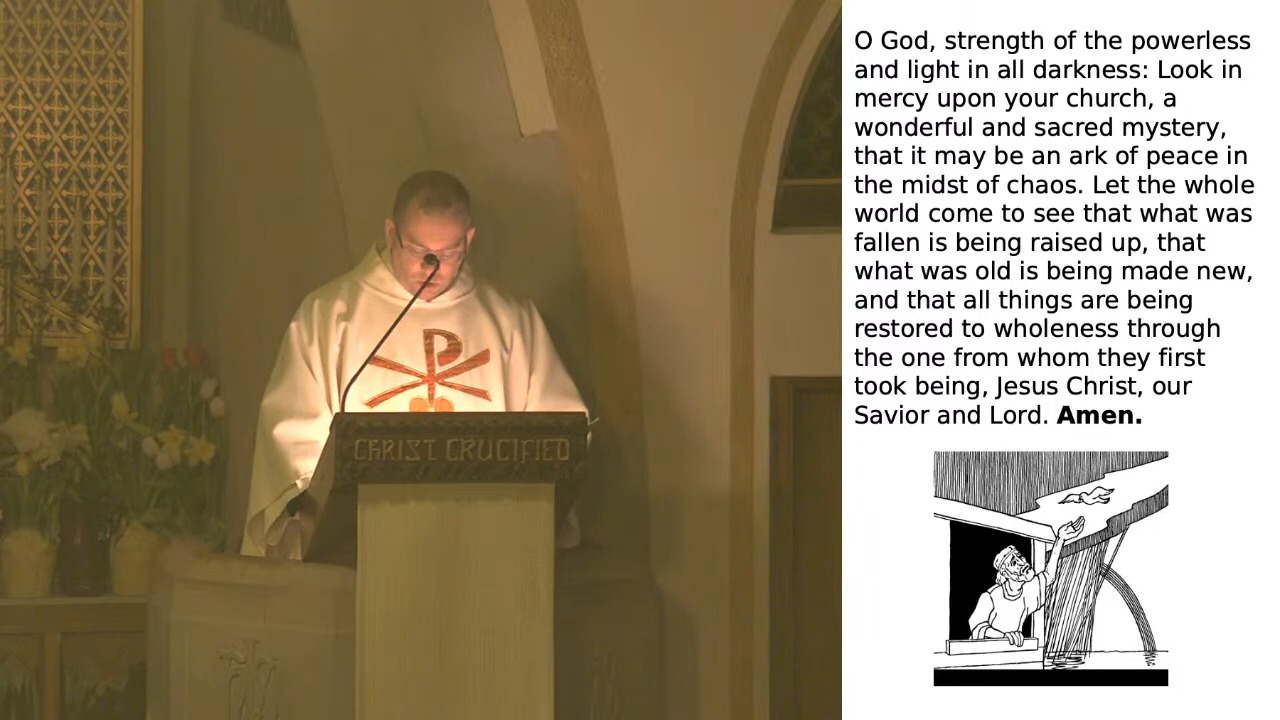 CHRIST CRUCIFIED
O God, strength of the powerless
and light in all darkness: Look in
mercy upon your church, a
wonderful and sacred mystery,
that it may be an ark of peace in
the midst of chaos. Let the whole
world come to see that what was
fallen is being raised up, that
what was old is being made new,
and that all things are being
restored to wholeness through
the one from whom they first
took being, Jesus Christ, our
Savior and Lord. Amen.